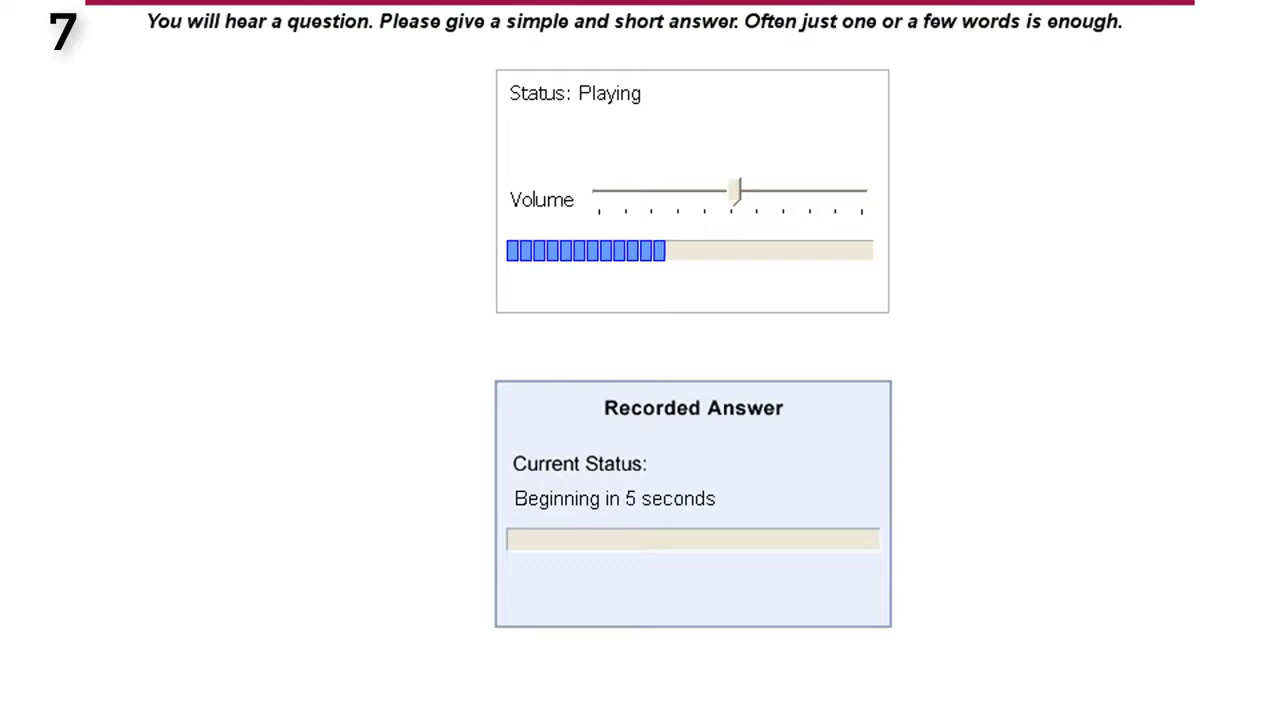 7
You will hear a question. Please give a simple and short answer. Often just one or a few words is enough.
Status: Playing
Volume
Recorded Answer
Current Status:
Beginning in 5 seconds